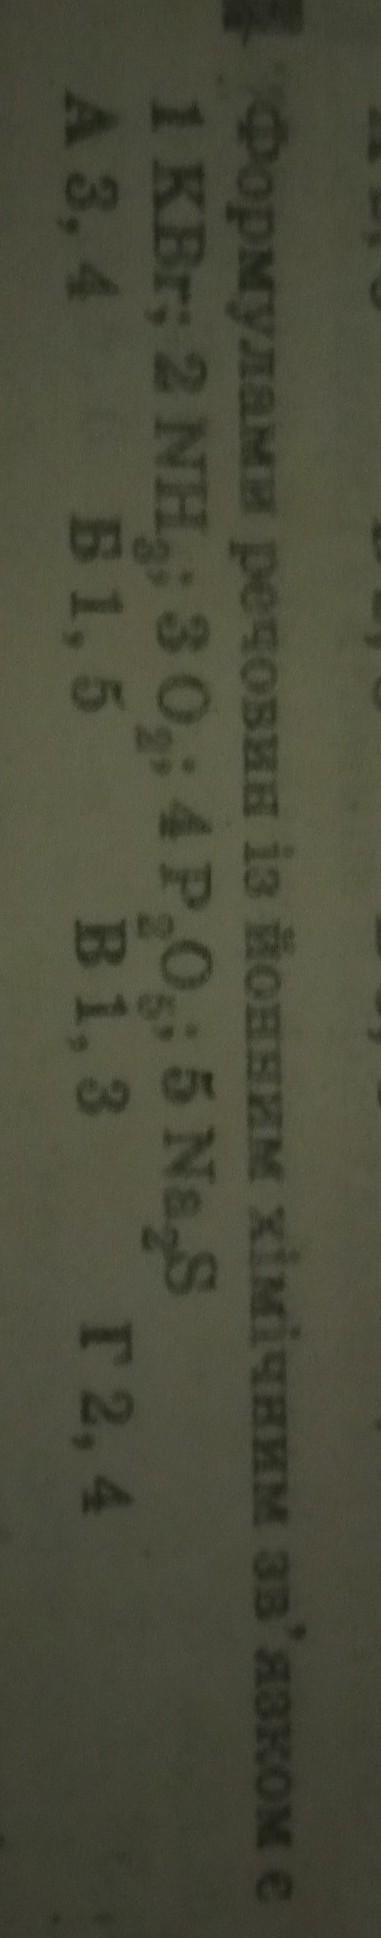 Формулами речовин із йонним хімічним зв'язком є
1 KBr; 2 NH₃; 3 O₂; 4 P₂O₅; 5 Na₂S
А 3, 4 Б 1, 5 В 1, 3 Г 2, 4